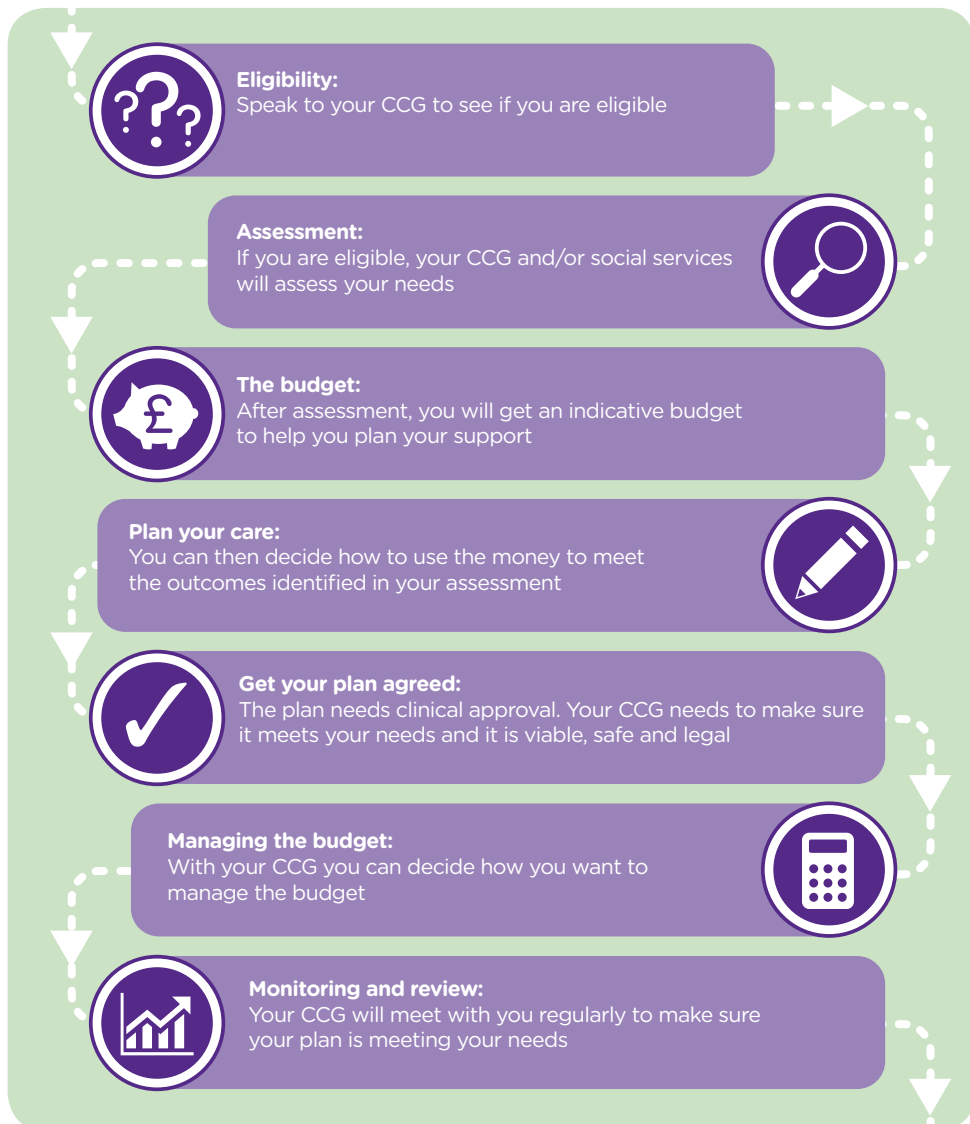 ???
Eligibility:
Speak to your CCG to see if you are eligible
Assessment:
If you are eligible, your CCG and/or social services
will assess your needs
£
The budget:
After assessment, you will get an indicative budget
to help you plan your support
Plan your care:
You can then decide how to use the money to meet
the outcomes identified in your assessment
Get your plan agreed:
The plan needs clinical approval. Your CCG needs to make sure
it meets your needs and it is viable, safe and legal
Managing the budget:
With your CCG you can decide how you want to
manage the budget
Monitoring and review:
Your CCG will meet with you regularly to make sure
your plan is meeting your needs